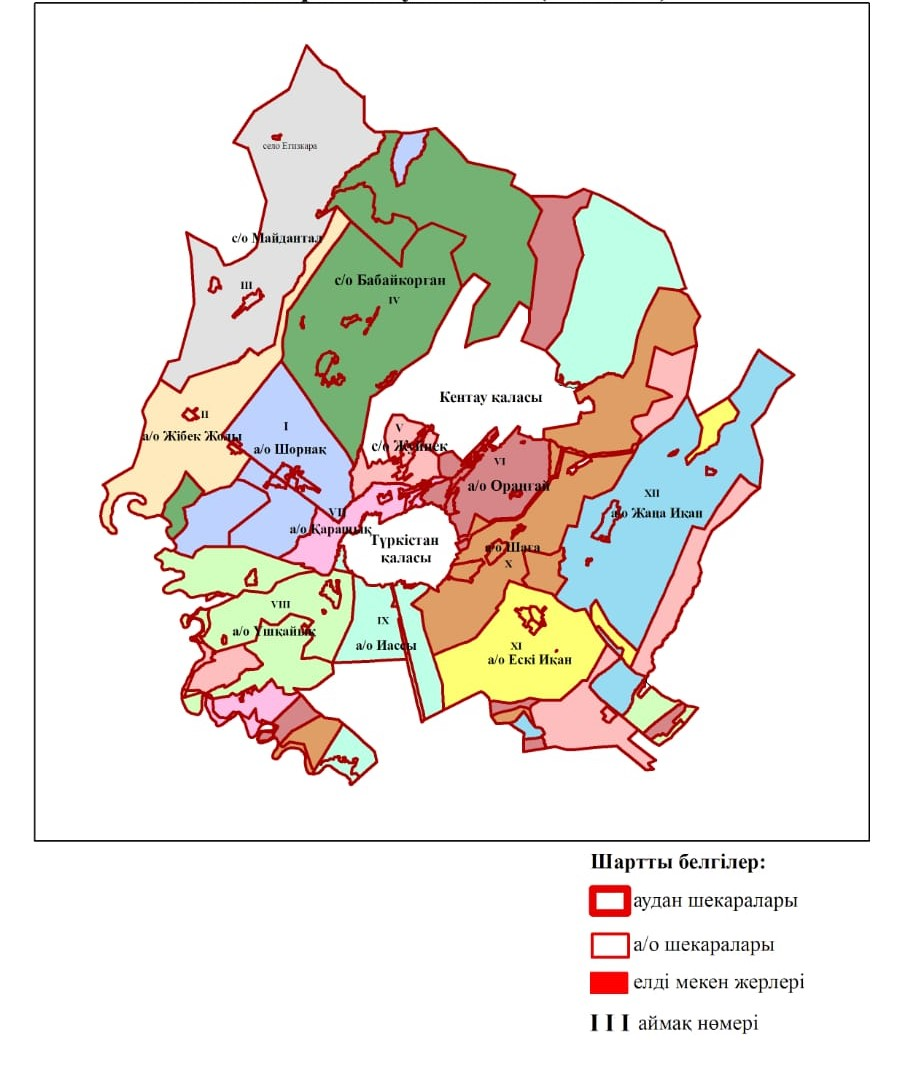 село Егизкара
с/о Майдантал
III
с/о Бабайкорган
IV
Кентау қаласы
II
а/о Жібек Жолы
I
а/о Шорнақ
V
с/о Жүйнек
VI
а/о Ораңғай
XII
а/о Жаңа Иқан
VII
а/о Қарашық
Түркістан
қаласы
а/о Шаға
X
VIII
а/о Үшқайық
IX
а/о Иассы
XI
а/о Ескі Иқан
Шартты белгілер:
аудан шекаралары
а/о шекаралары
елді мекен жерлері
I I I аймақ нөмері